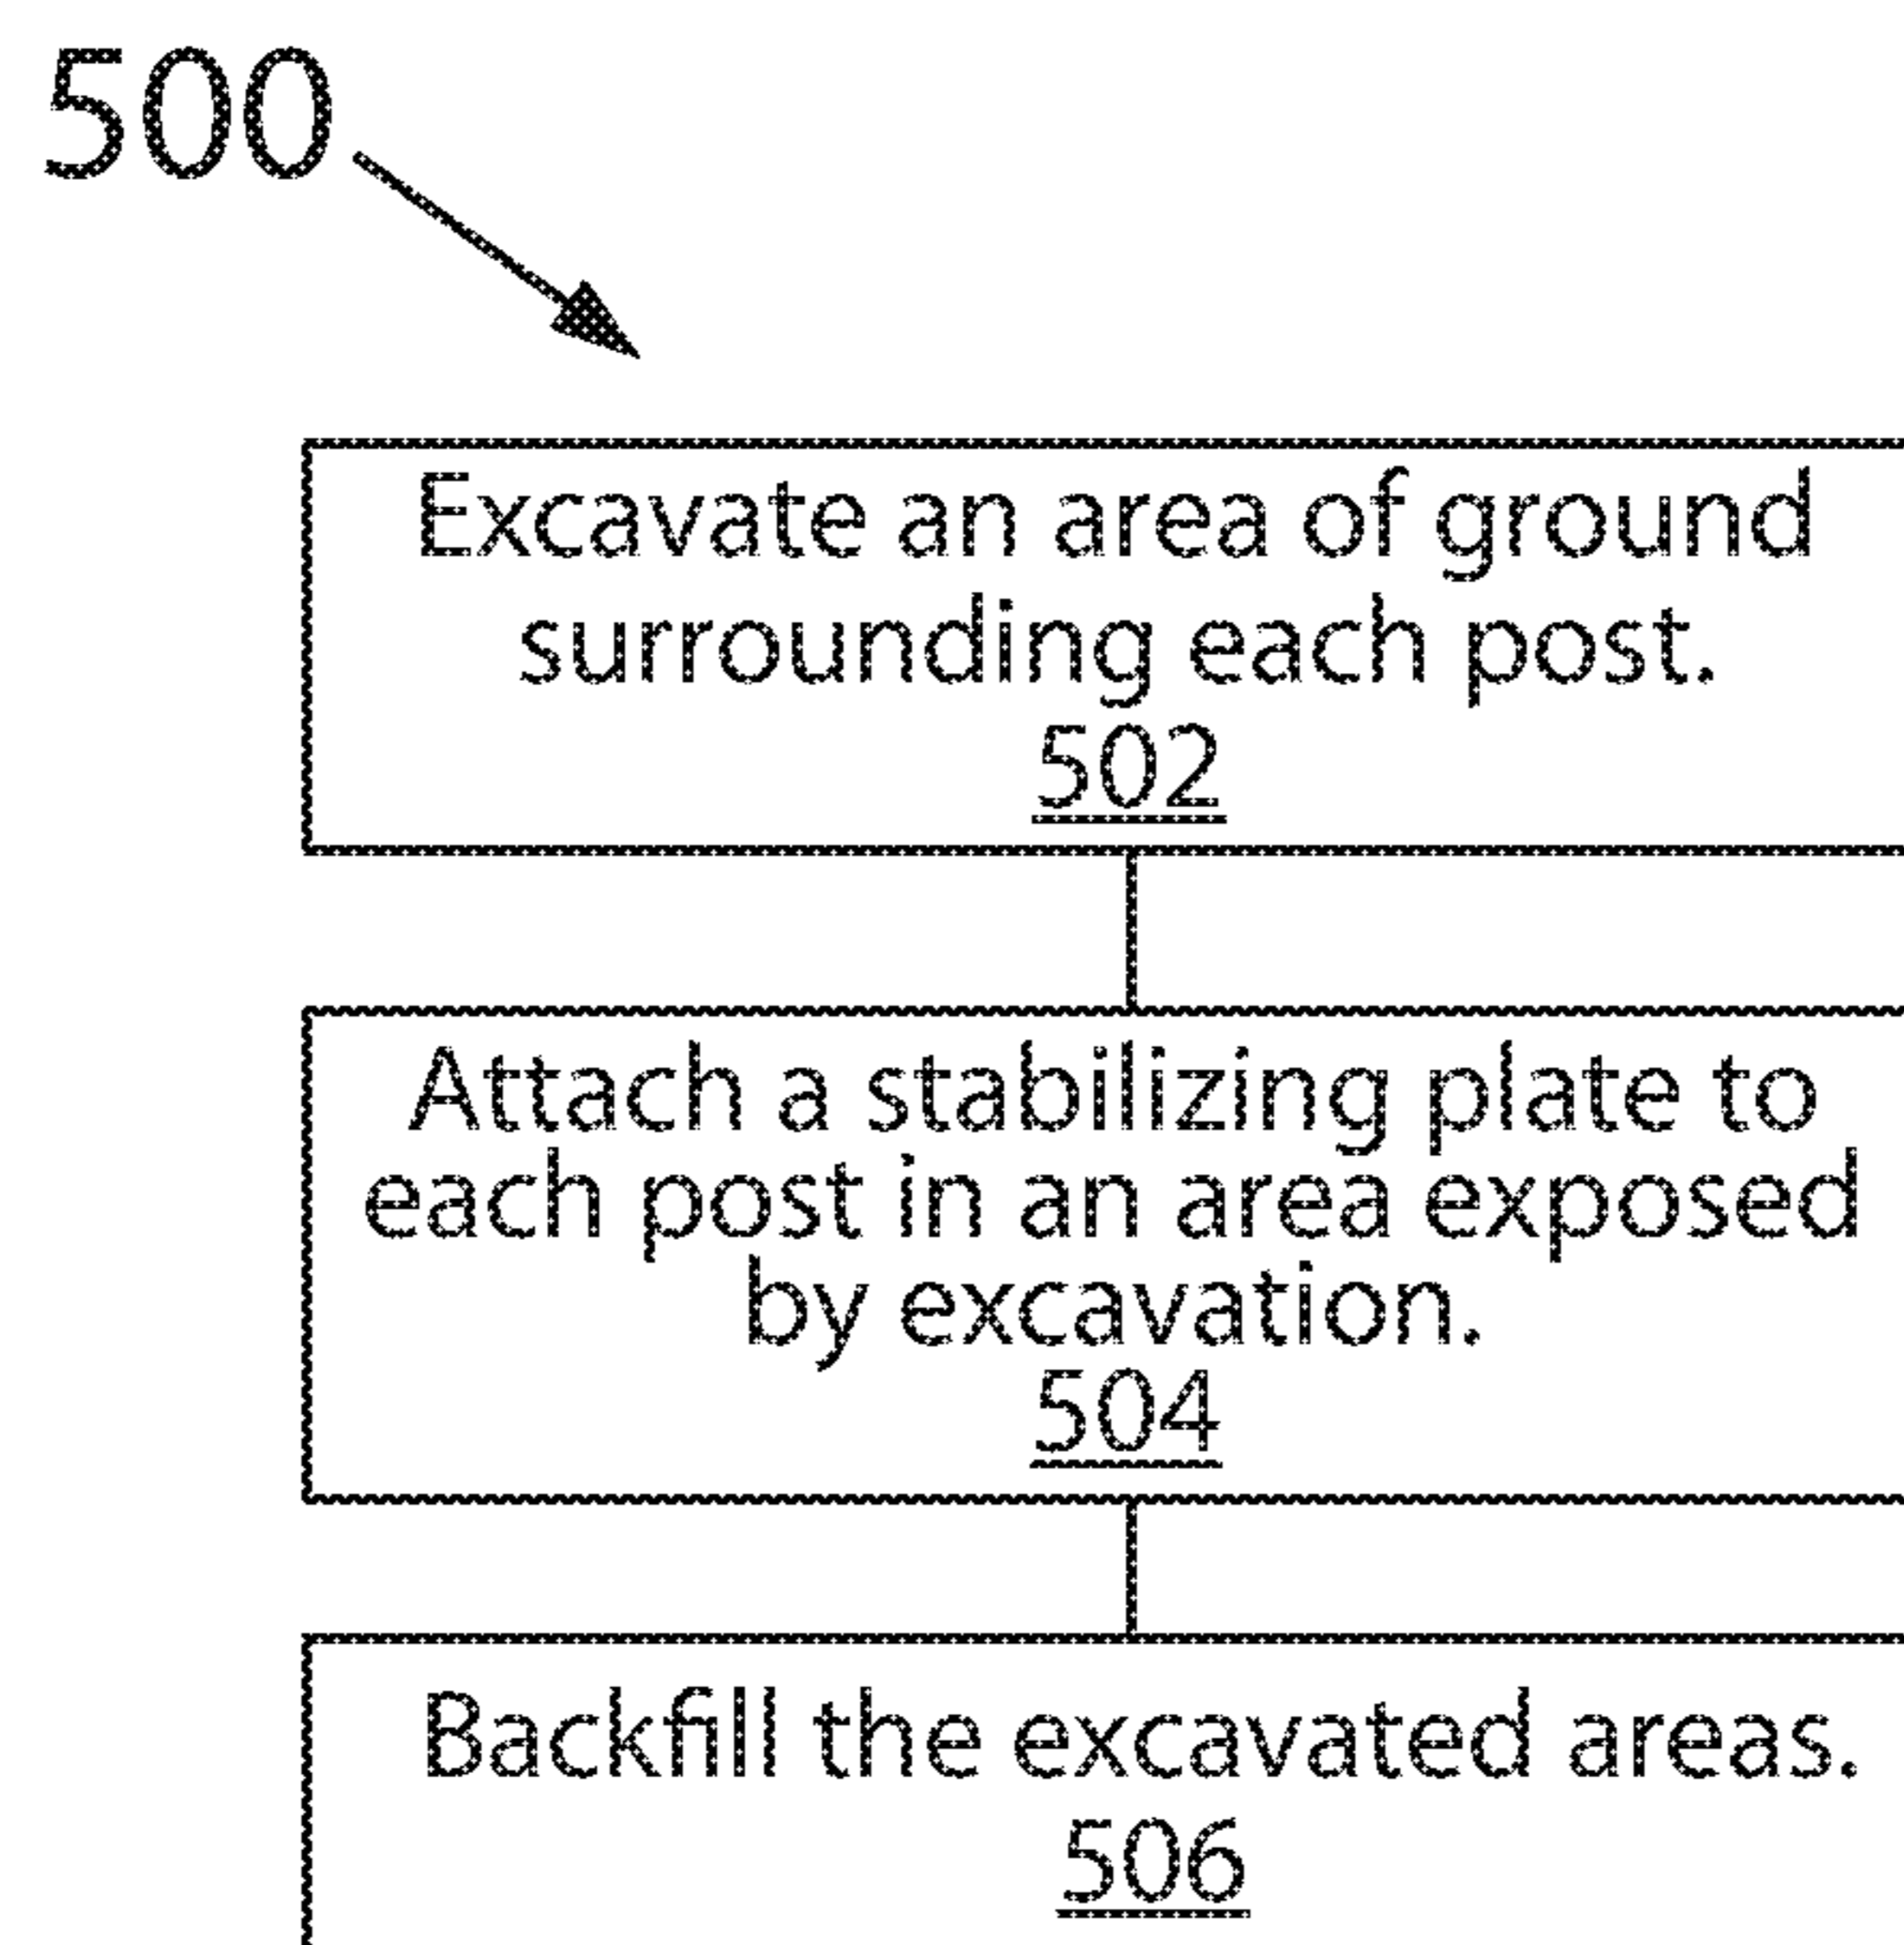 500
Excavate an area of ground
surrounding each post.
502
Attach a stabilizing plate to
each post in an area exposed
by excavation.
504
Backfill the excavated areas.
506